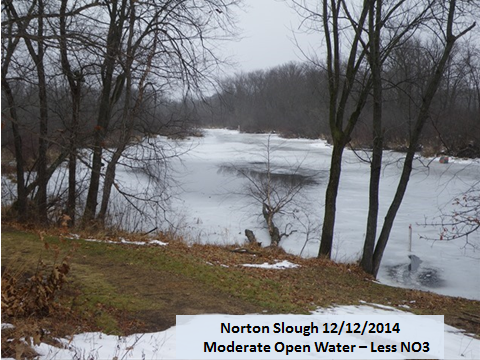 Norton Slough 12/12/2014
Moderate Open Water – Less NO3